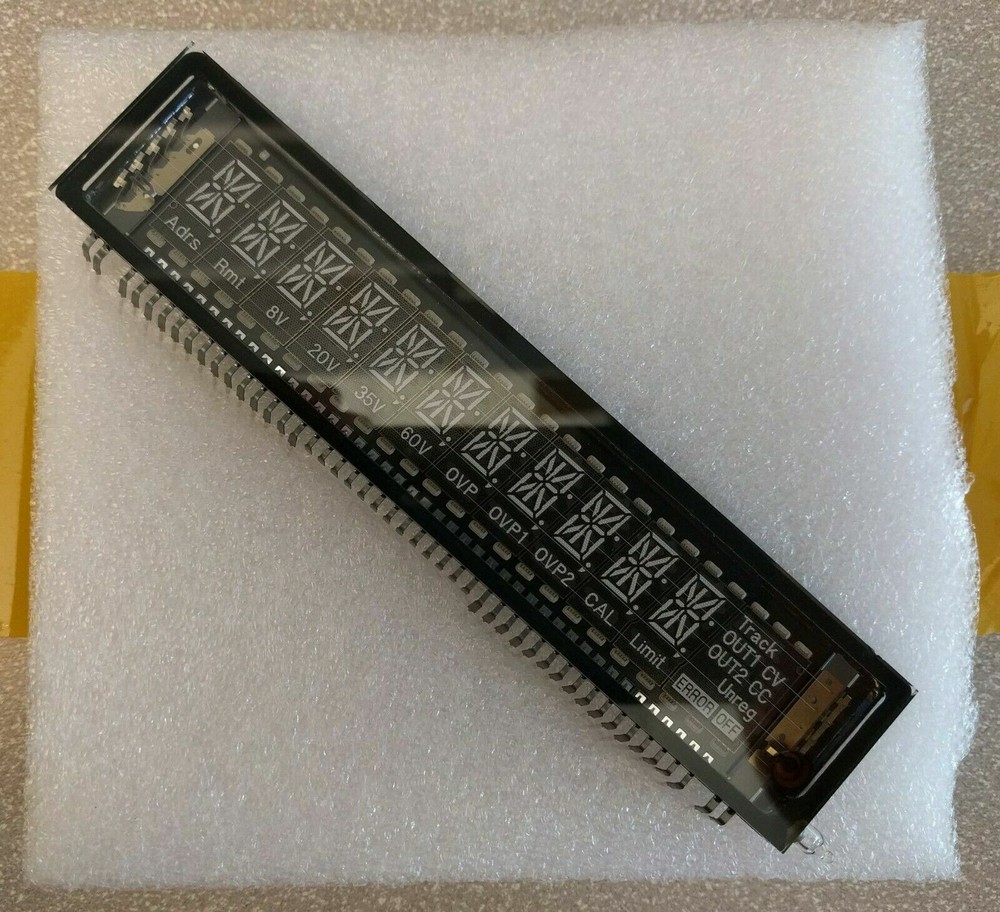 Adrs
Rmt
8V
20V
35V
60V
OVP
OVP1
OVP2
CAL
Limit
Track
OUT1 CV
OUT2 CC
Unreg
ERROR OFF